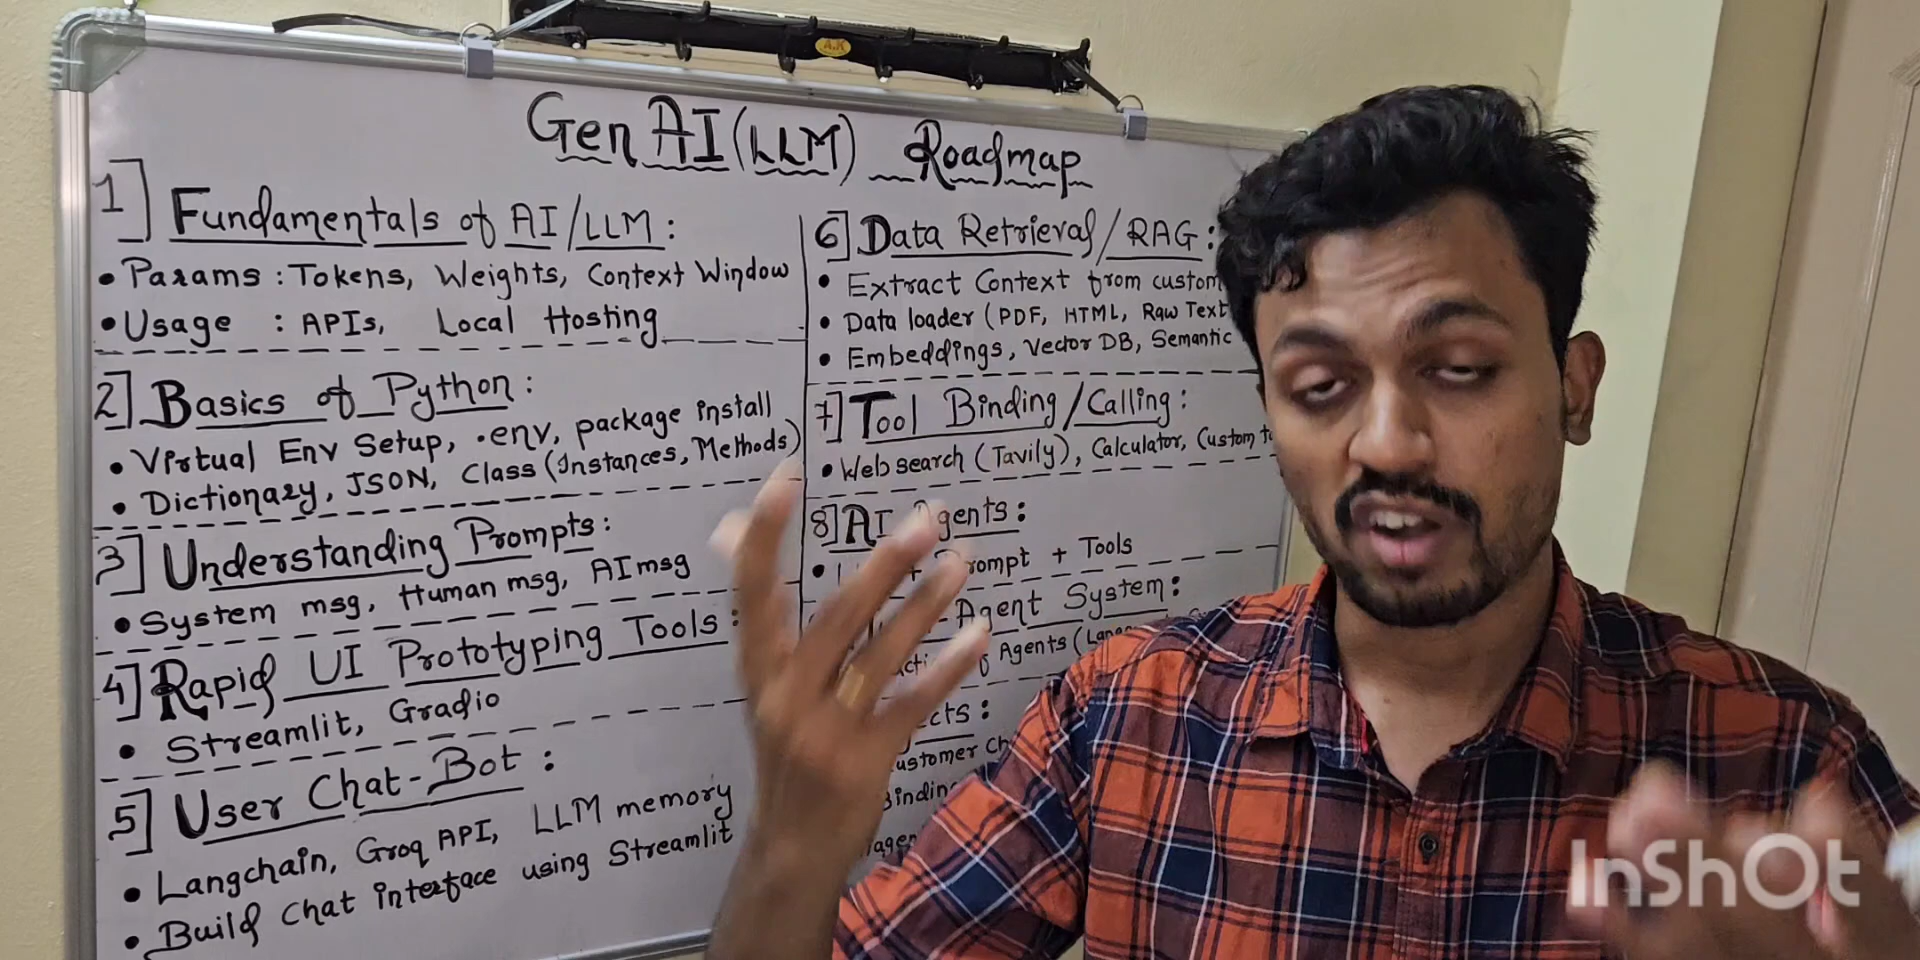 Gen AI (LLM) Roadmap
1] Fundamentals of AI/LLM:
• Params : Tokens, Weights, Context Window
• Usage : APIs, Local Hosting
2] Basics of Python:
• Virtual Env Setup, .env, package install
• Dictionary, JSON, Class (Instances, Methods)
3] Understanding Prompts:
• System msg, Human msg, AI msg
4] Rapid UI Prototyping Tools:
• Streamlit, Gradio
5] User Chat-Bot:
• Langchain, Groq API, LLM memory
• Build Chat interface using Streamlit
6] Data Retrieval/RAG:
• Extract Context from custom
• Data loader (PDF, HTML, Raw Text
• Embeddings, Vector DB, Semantic
7] Tool Binding/Calling:
• Web search (Tavily), Calculator, Custom
8] AI Agents:
• + Prompt + Tools
-Agent System:
Agents
:
InShOt